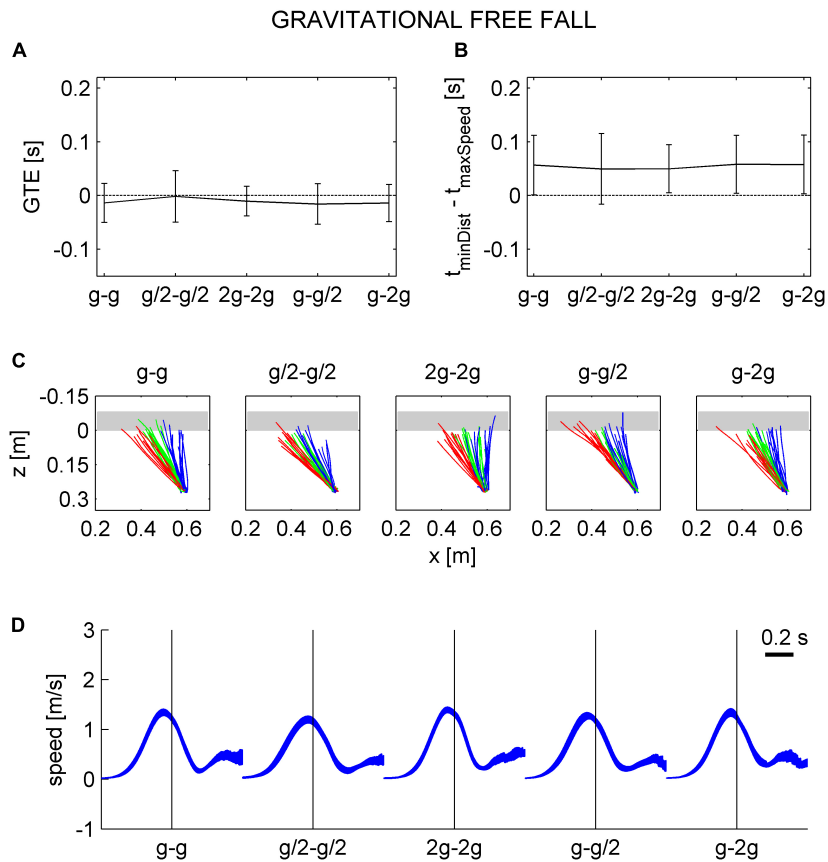 GRAVITATIONAL FREE FALL
A
B
0.2
0.1
0
-0.1
GTE [s]
g-g g/2-g/2 2g-2g g-g/2 g-2g
0.2
0.1
0
-0.1
tminDist - tmaxSpeed [s]
g-g g/2-g/2 2g-2g g-g/2 g-2g
C
g-g g/2-g/2 2g-2g g-g/2 g-2g
-0.15
0
0.15
0.3
z [m]
0.2 0.4 0.6 0.2 0.4 0.6 0.2 0.4 0.6 0.2 0.4 0.6 0.2 0.4 0.6
x [m]
D
3
2
1
0
-1
speed [m/s]
0.2 s
g-g g/2-g/2 2g-2g g-g/2 g-2g